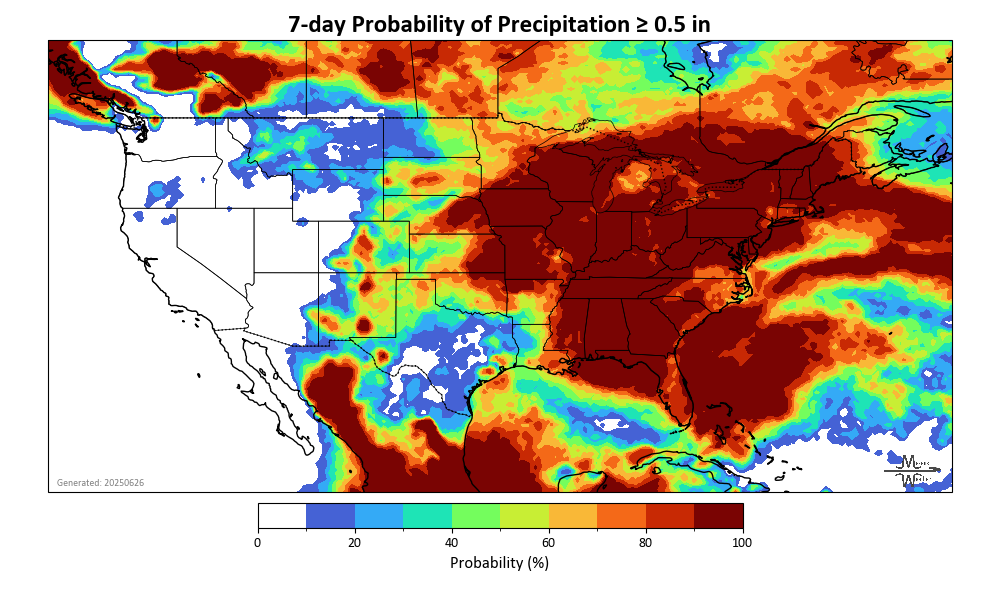 7-day Probability of Precipitation ≥ 0.5 in
Generated: 20250626
0 20 40 60 80 100
Probability (%)